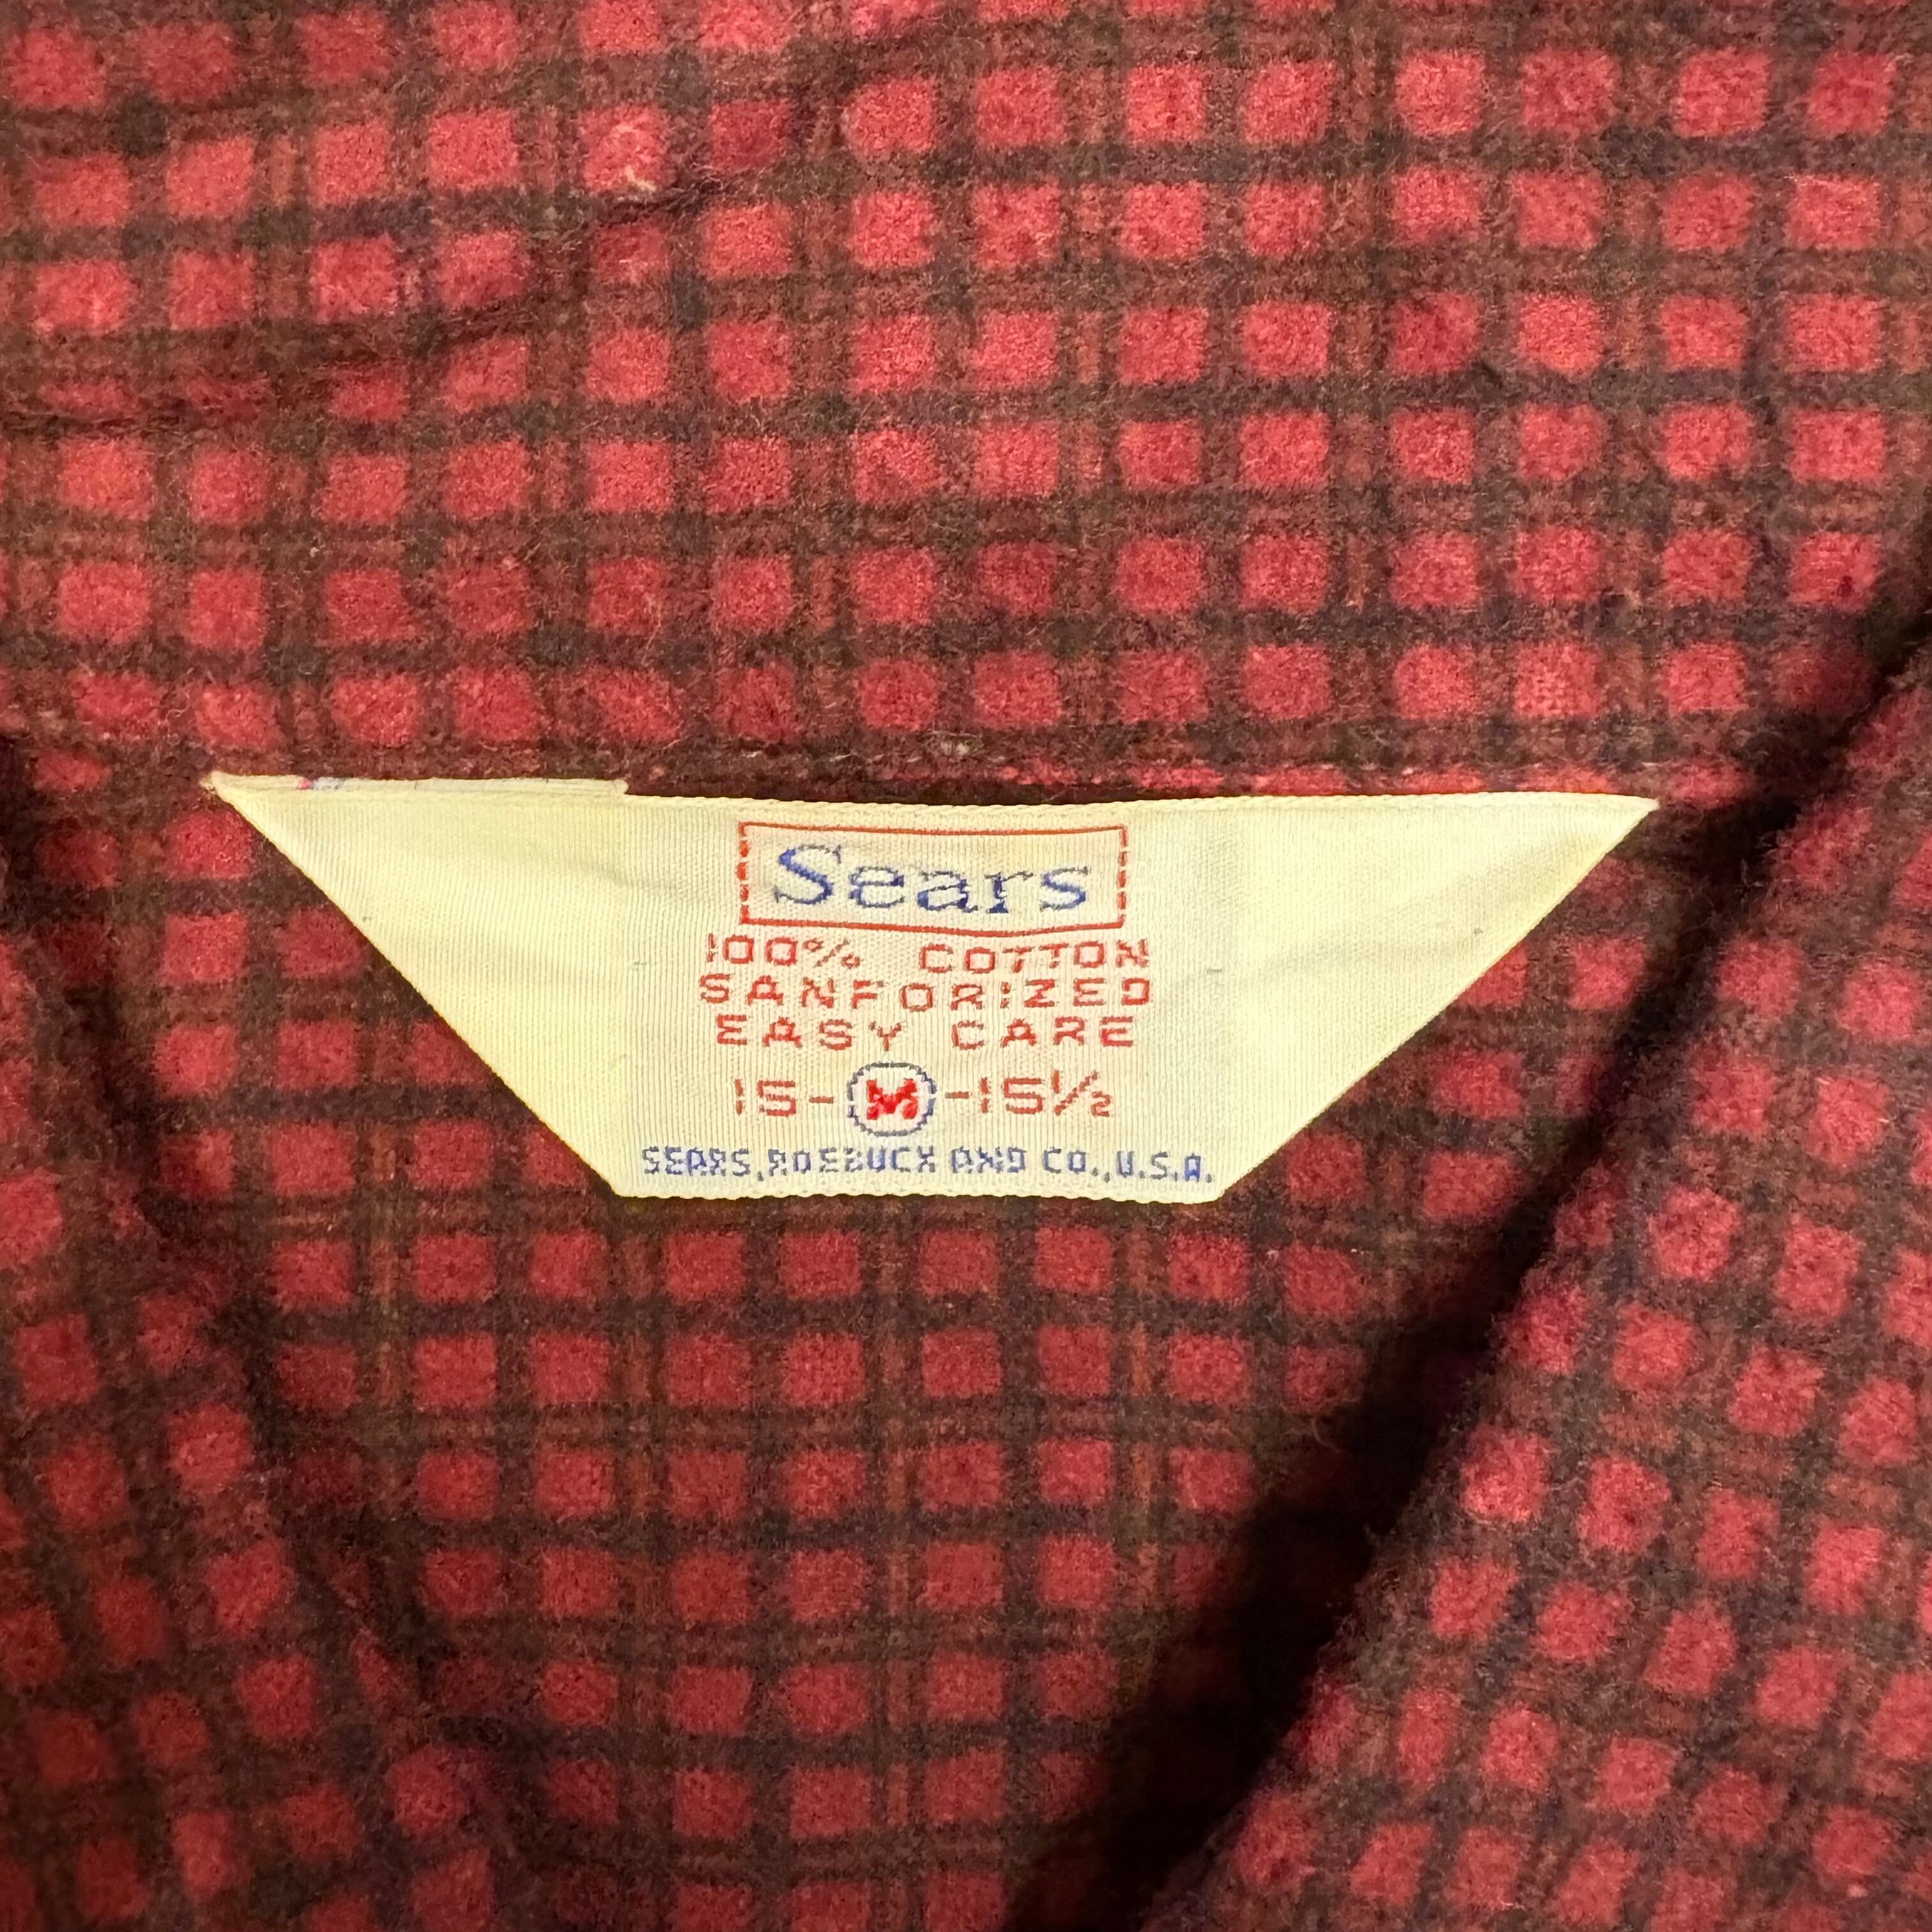 Sears
100% COTTON
SANFORIZED
EASY CARE
15-M-15½
SEARS, ROEBUCK AND CO., U.S.A.